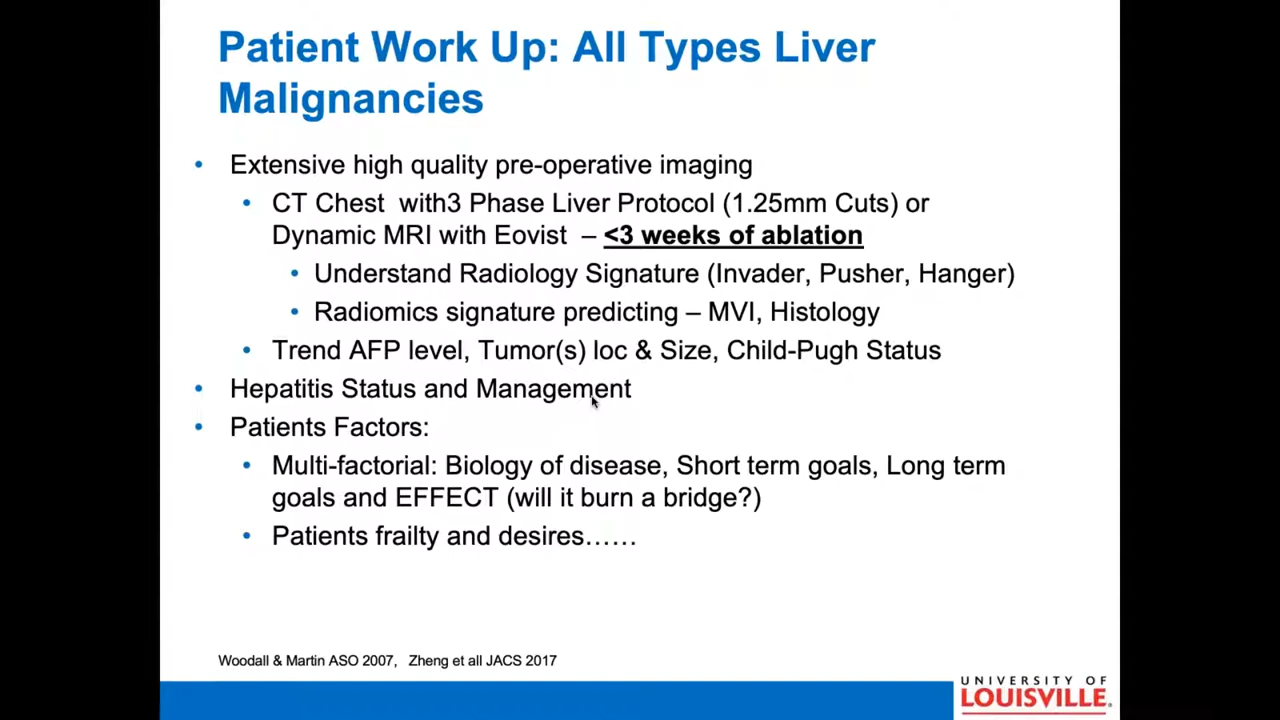 Patient Work Up: All Types Liver
Malignancies
• Extensive high quality pre-operative imaging
• CT Chest  with3 Phase Liver Protocol (1.25mm Cuts) or
Dynamic MRI with Eovist  – <3 weeks of ablation
• Understand Radiology Signature (Invader, Pusher, Hanger)
• Radiomics signature predicting – MVI, Histology
• Trend AFP level, Tumor(s) loc & Size, Child-Pugh Status
• Hepatitis Status and Management
• Patients Factors:
• Multi-factorial: Biology of disease, Short term goals, Long term
goals and EFFECT (will it burn a bridge?)
• Patients frailty and desires……
Woodall & Martin ASO 2007,   Zheng et all JACS 2017
UNIVERSITY OF
LOUISVILLE.